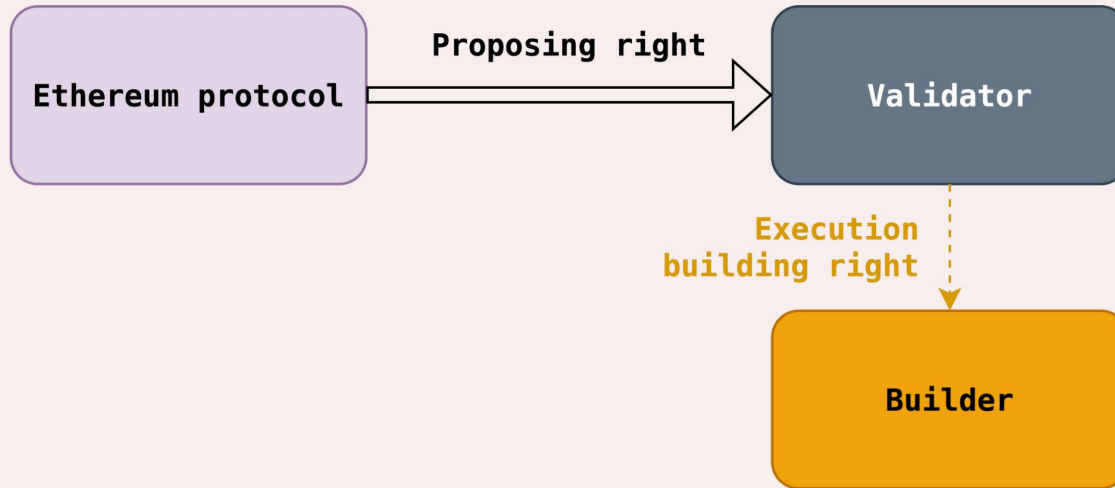 Proposing right
Ethereum protocol
Validator
Execution
building right
Builder